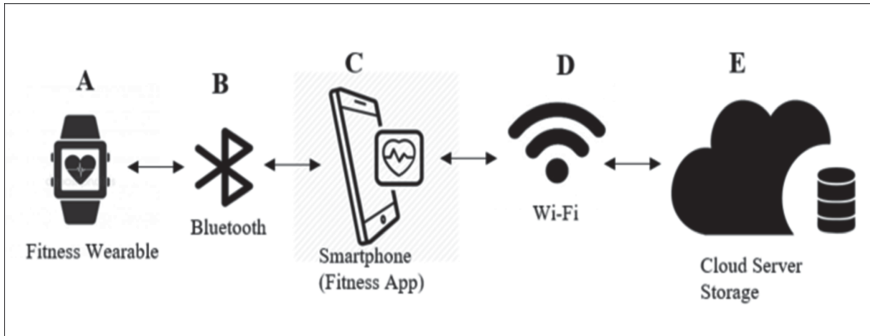 A
B
C
D
E
Fitness Wearable
Bluetooth
Smartphone
(Fitness App)
Wi-Fi
Cloud Server
Storage